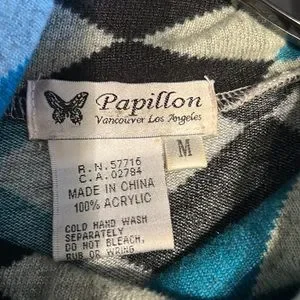 Papillon
Vancouver Los Angeles
M
R.N. 57716
C.A. 02784
MADE IN CHINA
100% ACRYLIC
COLD HAND WASH
SEPARATELY
DO NOT BLEACH,
RUB OR WRING